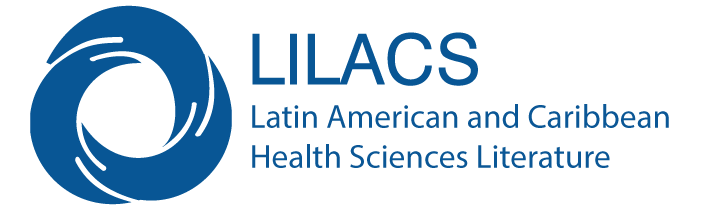 LILACS
Latin American and Caribbean
Health Sciences Literature